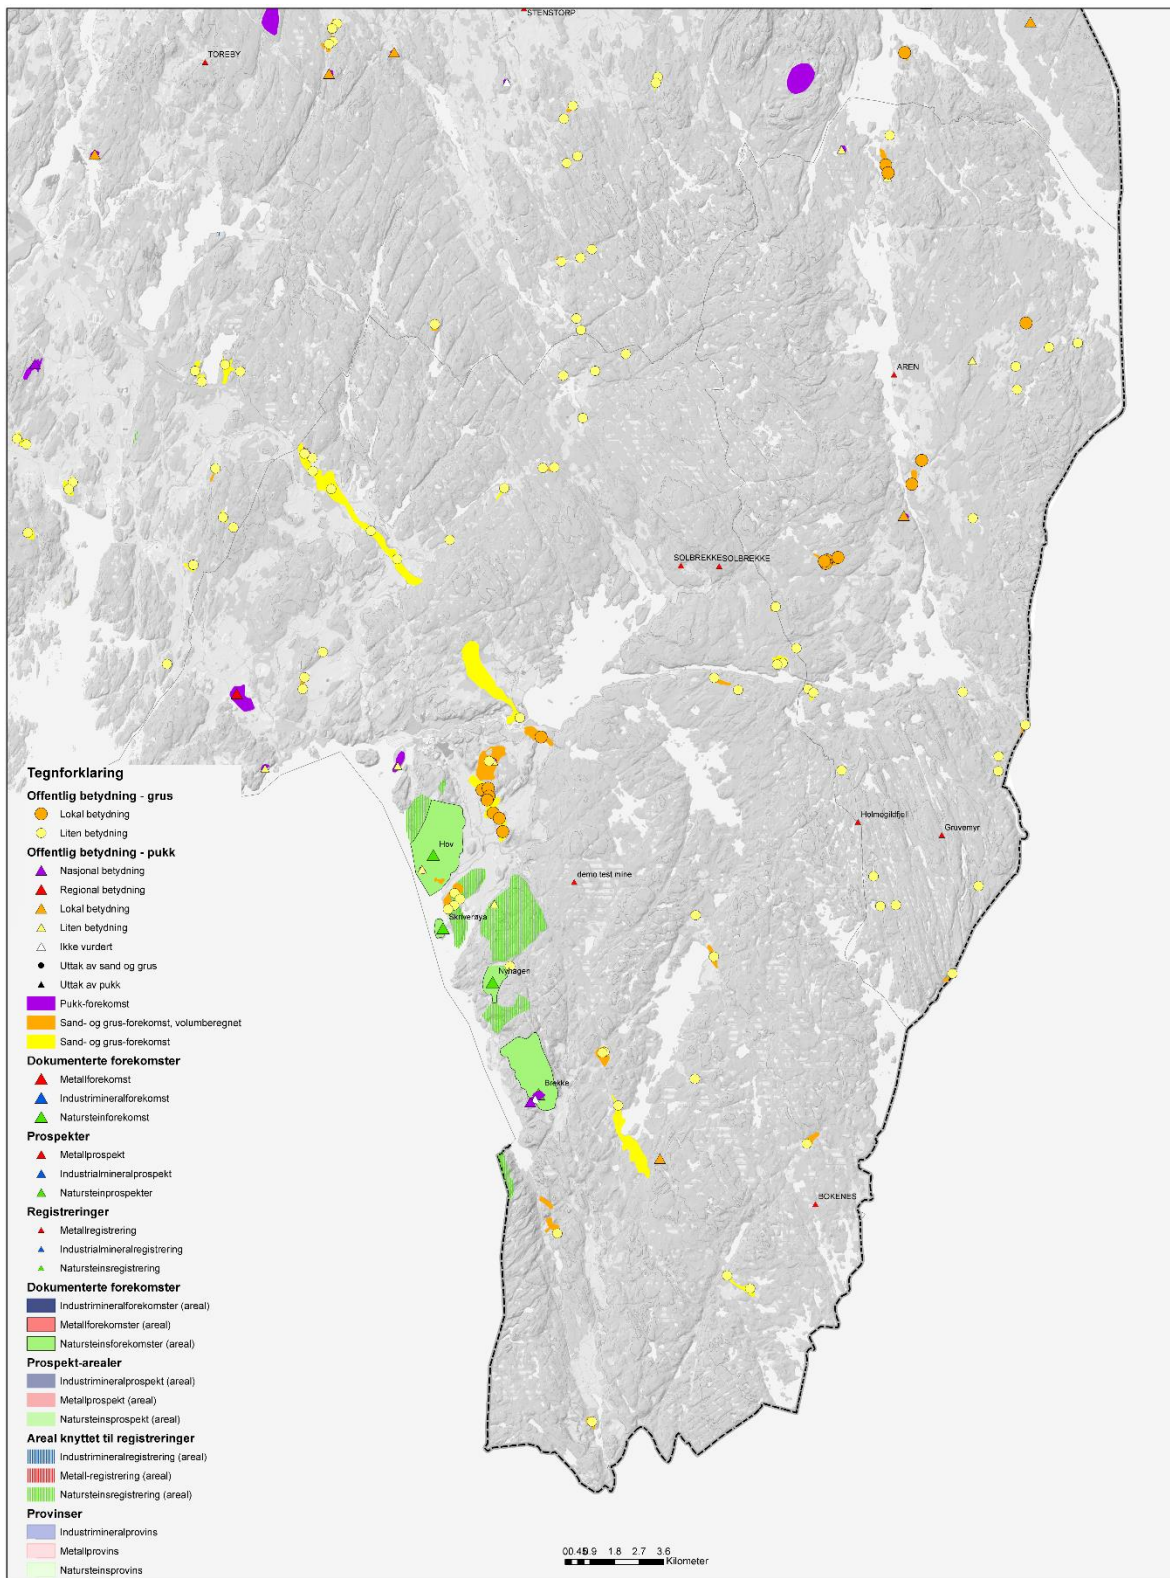 STENSTORP
TOREBY
AREN
SOLBREKKE
SOLBREKKE
Holmegildfjell
Gruvemyr
Hov
demo test mine
Skriverøya
Nyhagen
Brekke
BOKENES
Tegnforklaring
Offentlig betydning - grus
Lokal betydning
Liten betydning
Offentlig betydning - pukk
Nasjonal betydning
Regional betydning
Lokal betydning
Liten betydning
Ikke vurdert
Uttak av sand og grus
Uttak av pukk
Pukk-forekomst
Sand- og grus-forekomst, volumberegnet
Sand- og grus-forekomst
Dokumenterte forekomster
Metallforekomst
Industrimineralforekomst
Natursteinforekomst
Prospekter
Metallprospekt
Industrialmineralprospekt
Natursteinprospekter
Registreringer
Metallregistrering
Industrialmineralregistrering
Natursteinsregistrering
Dokumenterte forekomster
Industrimineralforekomster (areal)
Metallforekomster (areal)
Natursteinsforekomster (areal)
Prospekt-arealer
Industrimineralprospekt (areal)
Metallprospekt (areal)
Natursteinsprospekt (areal)
Areal knyttet til registreringer
Industrimineralregistrering (areal)
Metall-registrering (areal)
Natursteinsregistrering (areal)
Provinser
Industrimineralprovins
Metallprovins
Natursteinsprovins
00.450.9 1.8 2.7 3.6
Kilometer